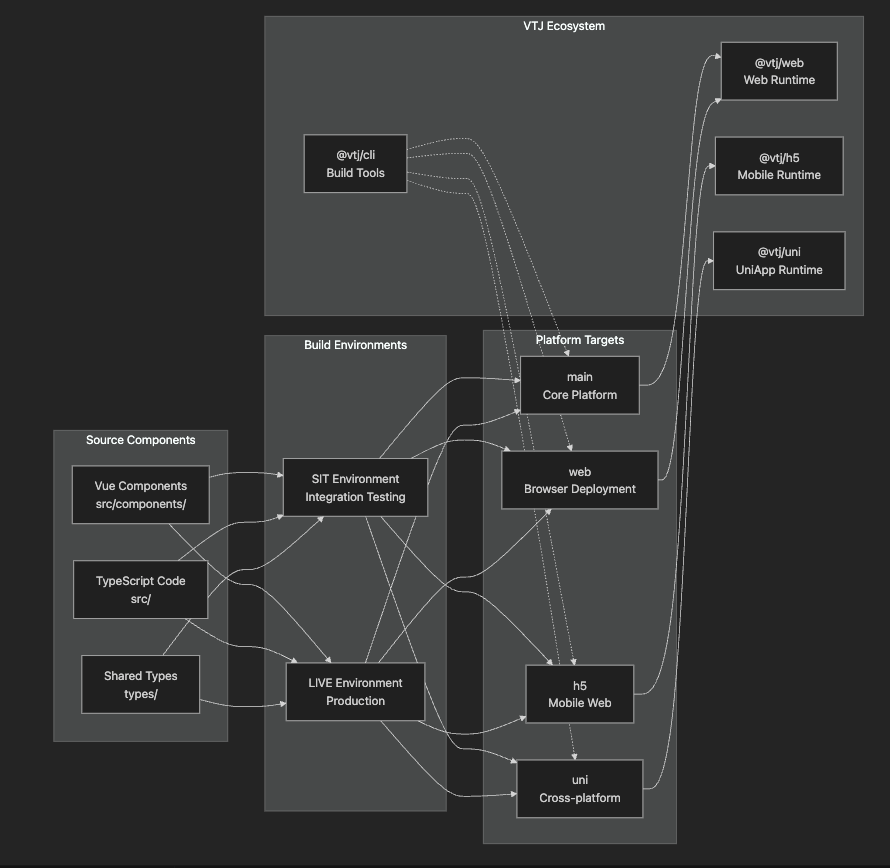 VTJ Ecosystem
@vtj/web
Web Runtime
@vtj/cli
Build Tools
@vtj/h5
Mobile Runtime
@vtj/uni
UniApp Runtime
Build Environments
Platform Targets
main
Core Platform
Source Components
Vue Components
src/components/
SIT Environment
Integration Testing
web
Browser Deployment
TypeScript Code
src/
Shared Types
types/
LIVE Environment
Production
h5
Mobile Web
uni
Cross-platform